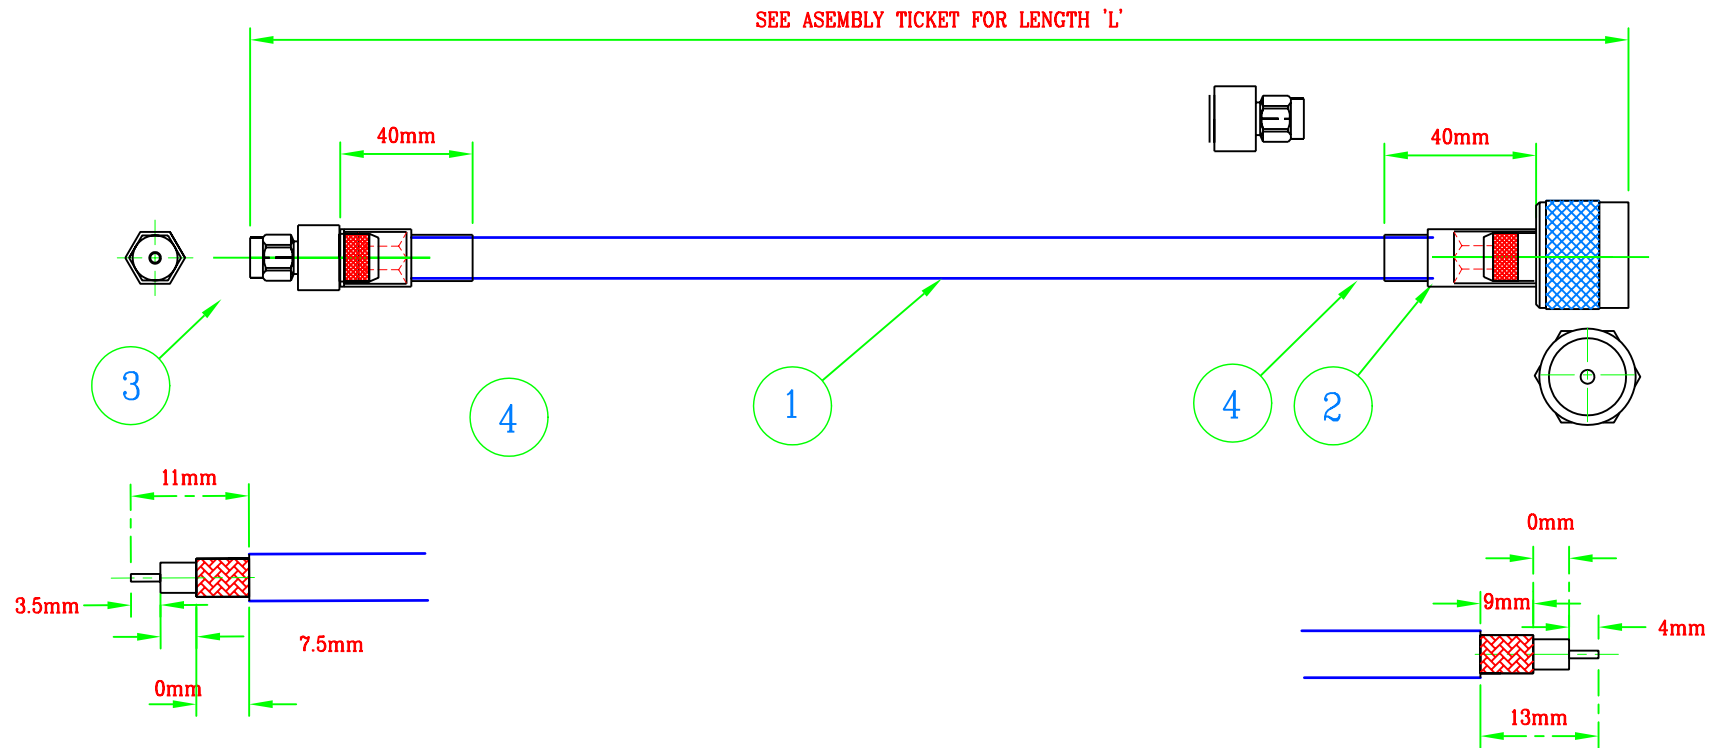 SEE ASEMBLY TICKET FOR LENGTH 'L'
40mm
40mm
3
4
1
4
2
11mm
3.5mm
7.5mm
0mm
0mm
9mm
4mm
13mm